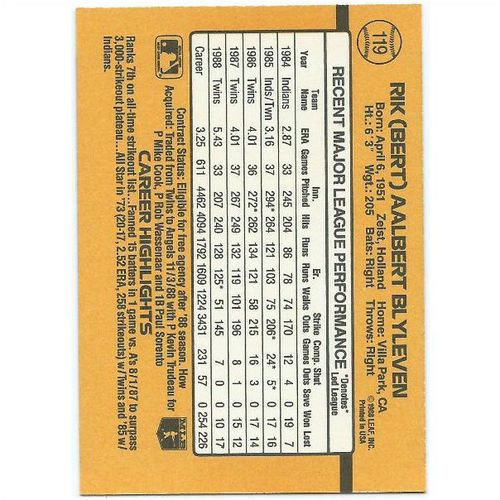 119
RIK (BERT) AALBERT BLYLEVEN
Born: April 6, 1951 Zeist, Holland Home: Villa Park, CA
Ht.: 6'3" Wgt.: 205 Bats: Right Throws: Right
©1988 LEAF, INC.
PRINTED IN USA
RECENT MAJOR LEAGUE PERFORMANCE *Denotes Led League
Team Inn. Er. Strike Comp. Shut
Year Name ERA Games Pitched Hits Runs Runs Walks Outs Games Outs Save Won Lost
1984 Indians 2.87 33 245 204 86 78 74 170 12 4 0 19 7
1985 Inds/Twn 3.16 37 294* 264 121 103 75 206* 24* 5* 0 17 16
1986 Twins 4.01 36 272* 262 134 121 58 215 16 3 0 17 14
1987 Twins 4.01 37 267 249 132 119 101 196 8 1 0 15 12
1988 Twins 5.43 33 207 240 128 125* 51 145 7 0 0 10 17
Career 3.25 611 4462 4094 1792 1609 1224 3431 231 57 0 254 226
Contract Status: Eligible for free agency after '88 season. How
Acquired: Traded from Twins to Angels 11/3/88 with P Kevin Trudeau for
P Mike Cook, P Rob Wassenaar and 1B Paul Sorrento
CAREER HIGHLIGHTS
Ranks 7th on all-time strikeout list...Fanned 15 batters in 1 game vs. A's 8/1/87 to surpass
3,000-strikeout plateau...All Star in '73 (20-17, 2.52 ERA, 258 strikeouts) w/Twins and '85 w/
Indians.